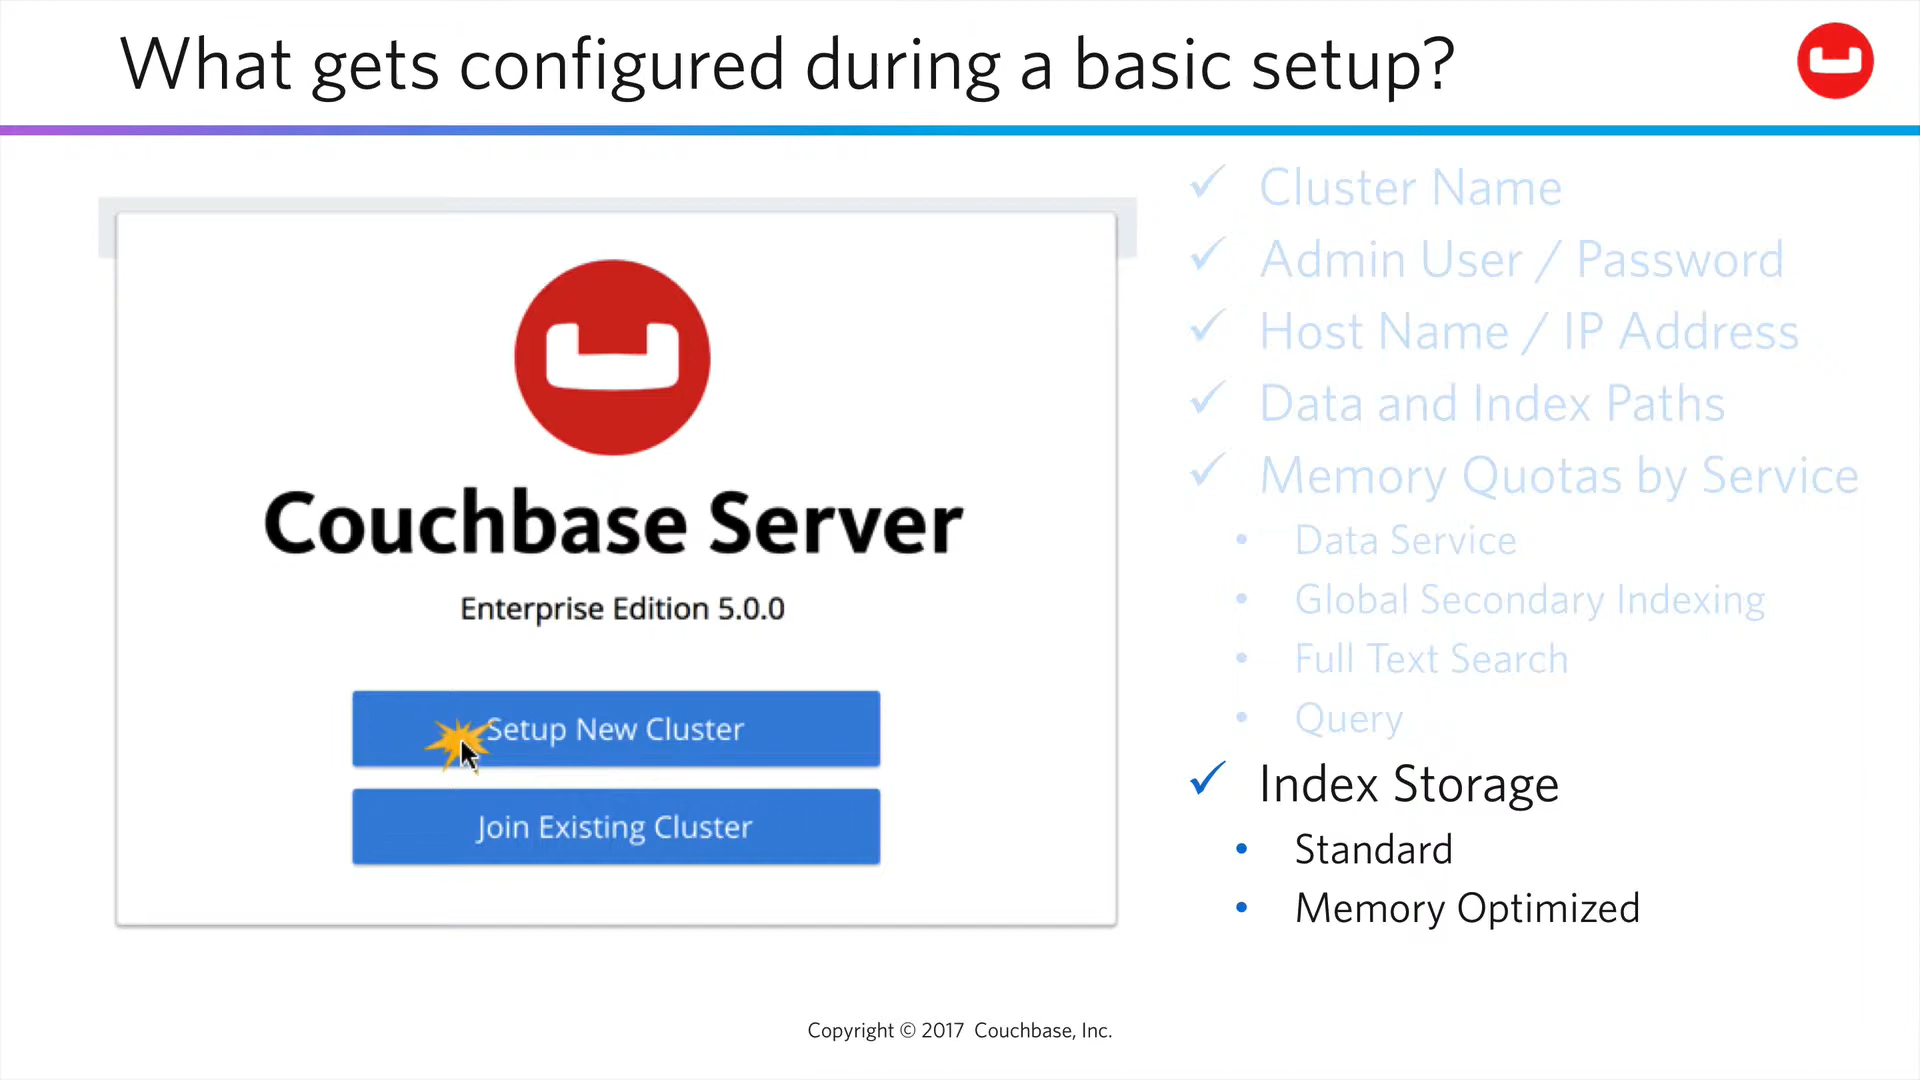 What gets configured during a basic setup?
Couchbase Server
Enterprise Edition 5.0.0
Setup New Cluster
Join Existing Cluster
✓ Cluster Name
✓ Admin User / Password
✓ Host Name / IP Address
✓ Data and Index Paths
✓ Memory Quotas by Service
• Data Service
• Global Secondary Indexing
• Full Text Search
• Query
✓ Index Storage
• Standard
• Memory Optimized
Copyright © 2017 Couchbase, Inc.